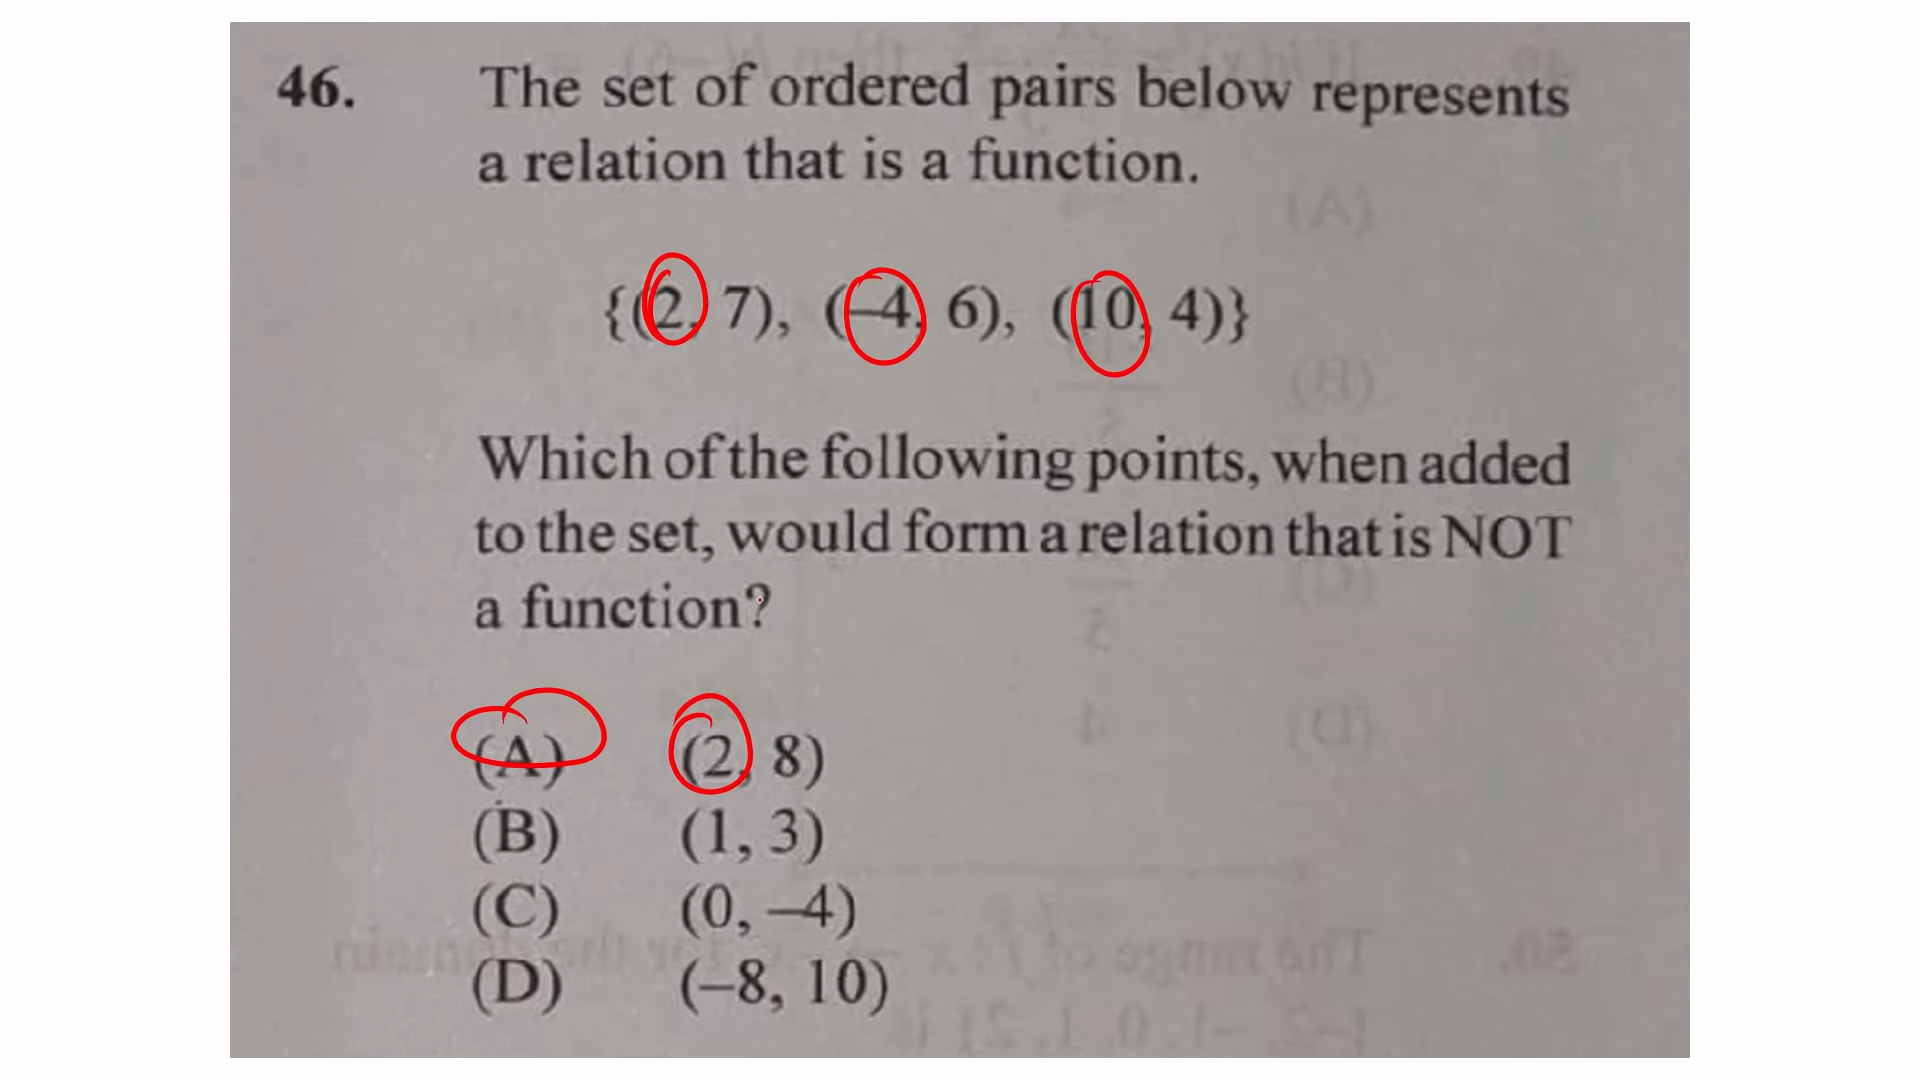 46. The set of ordered pairs below represents
a relation that is a function.
{(2, 7), (–4, 6), (10, 4)}
Which of the following points, when added
to the set, would form a relation that is NOT
a function?
(A) (2, 8)
(B) (1, 3)
(C) (0, –4)
(D) (–8, 10)